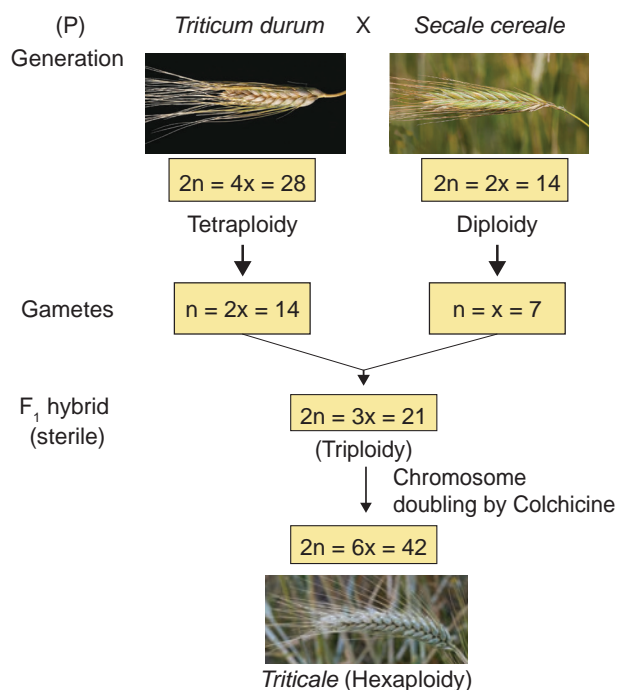 (P)
Generation
Triticum durum X Secale cereale
2n = 4x = 28
2n = 2x = 14
Tetraploidy
Diploidy
Gametes
n = 2x = 14
n = x = 7
F₁ hybrid
(sterile)
2n = 3x = 21
(Triploidy)
Chromosome
doubling by Colchicine
2n = 6x = 42
Triticale (Hexaploidy)